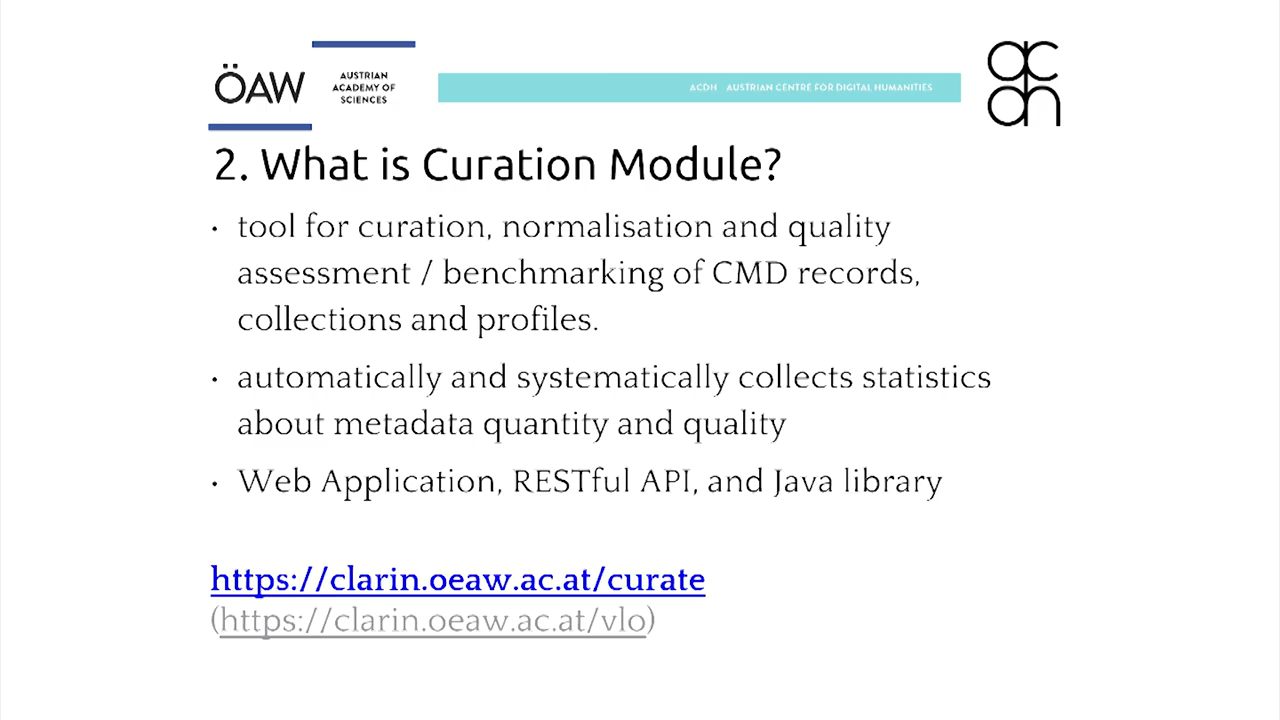 ÖAW
AUSTRIAN
ACADEMY OF
SCIENCES
ACDH AUSTRIAN CENTRE FOR DIGITAL HUMANITIES
ac
dh
2. What is Curation Module?
• tool for curation, normalisation and quality
assessment / benchmarking of CMD records,
collections and profiles.
• automatically and systematically collects statistics
about metadata quantity and quality
• Web Application, RESTful API, and Java library
https://clarin.oeaw.ac.at/curate
(https://clarin.oeaw.ac.at/vlo)